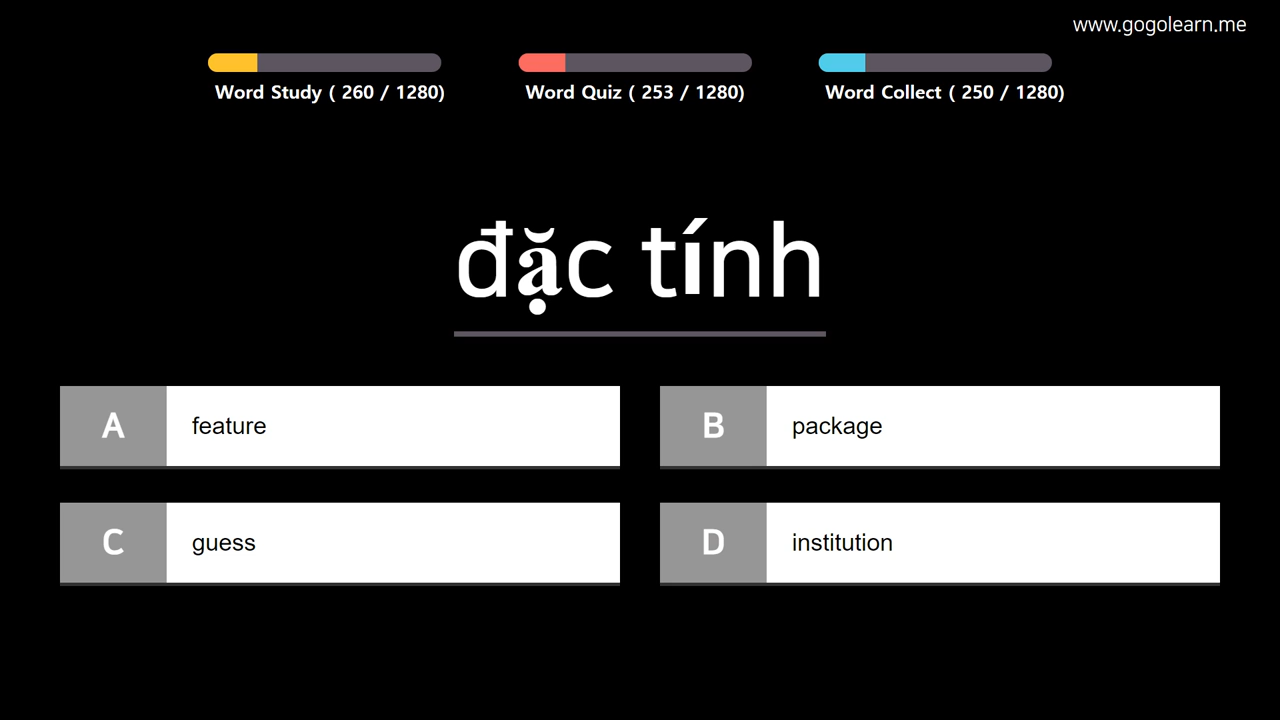 www.gogolearn.me
Word Study ( 260 / 1280)
Word Quiz ( 253 / 1280)
Word Collect ( 250 / 1280)
đặc tính
A feature
B package
C guess
D institution